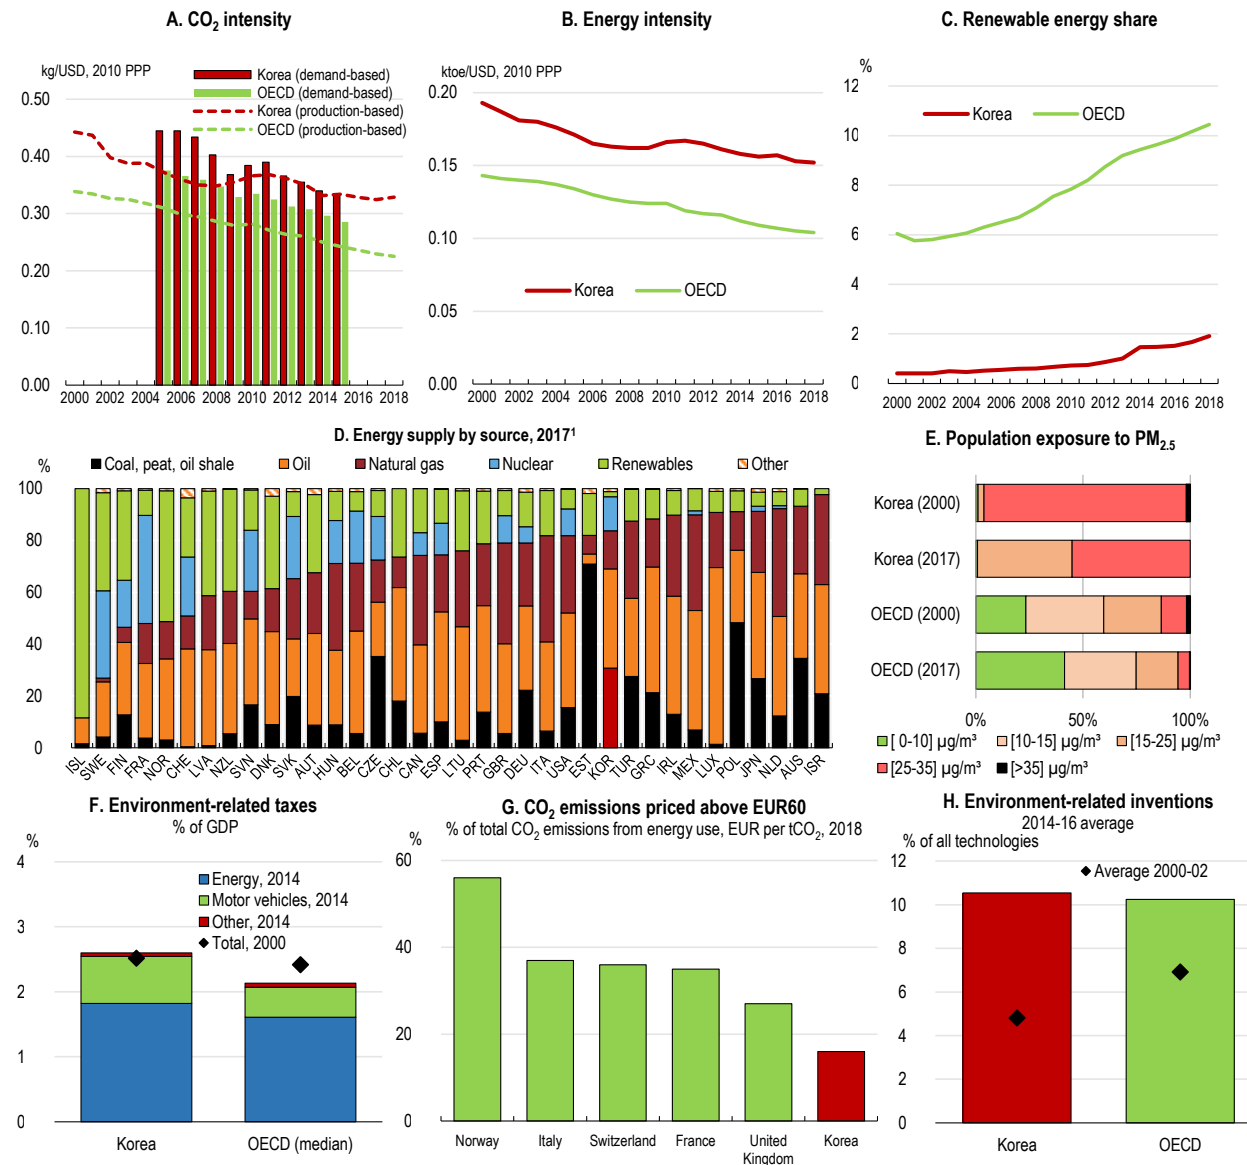 A. CO2 intensity
kg/USD, 2010 PPP
Korea (demand-based)
OECD (demand-based)
Korea (production-based)
OECD (production-based)
0.50
0.40
0.30
0.20
0.10
0.00
2000 2002 2004 2006 2008 2010 2012 2014 2016 2018
B. Energy intensity
ktoe/USD, 2010 PPP
0.20
0.15
0.10
0.05
0.00
Korea OECD
2000 2002 2004 2006 2008 2010 2012 2014 2016 2018
C. Renewable energy share
%
12
10
8
6
4
2
0
Korea OECD
2000 2002 2004 2006 2008 2010 2012 2014 2016 2018
D. Energy supply by source, 2017¹
%
Coal, peat, oil shale Oil Natural gas Nuclear Renewables Other
100
80
60
40
20
0
ISL SWE FIN FRA NOR CHE LVA NZL SVN DNK SVK AUT HUN BEL CZE CHL CAN ESP LTU PRT GBR DEU ITA USA EST KOR TUR GRC IRL MEX LUX POL JPN NLD AUS ISR
E. Population exposure to PM2.5
Korea (2000)
Korea (2017)
OECD (2000)
OECD (2017)
0% 50% 100%
[ 0-10] µg/m³ [10-15] µg/m³ [15-25] µg/m³
[25-35] µg/m³ [>35] µg/m³
F. Environment-related taxes
% of GDP
%
4
3
2
1
0
Energy, 2014
Motor vehicles, 2014
Other, 2014
Total, 2000
Korea OECD (median)
G. CO2 emissions priced above EUR60
% of total CO2 emissions from energy use, EUR per tCO2, 2018
%
60
40
20
0
Norway Italy Switzerland France United Kingdom Korea
H. Environment-related inventions
2014-16 average
% of all technologies
12
10
8
6
4
2
0
Average 2000-02
Korea OECD